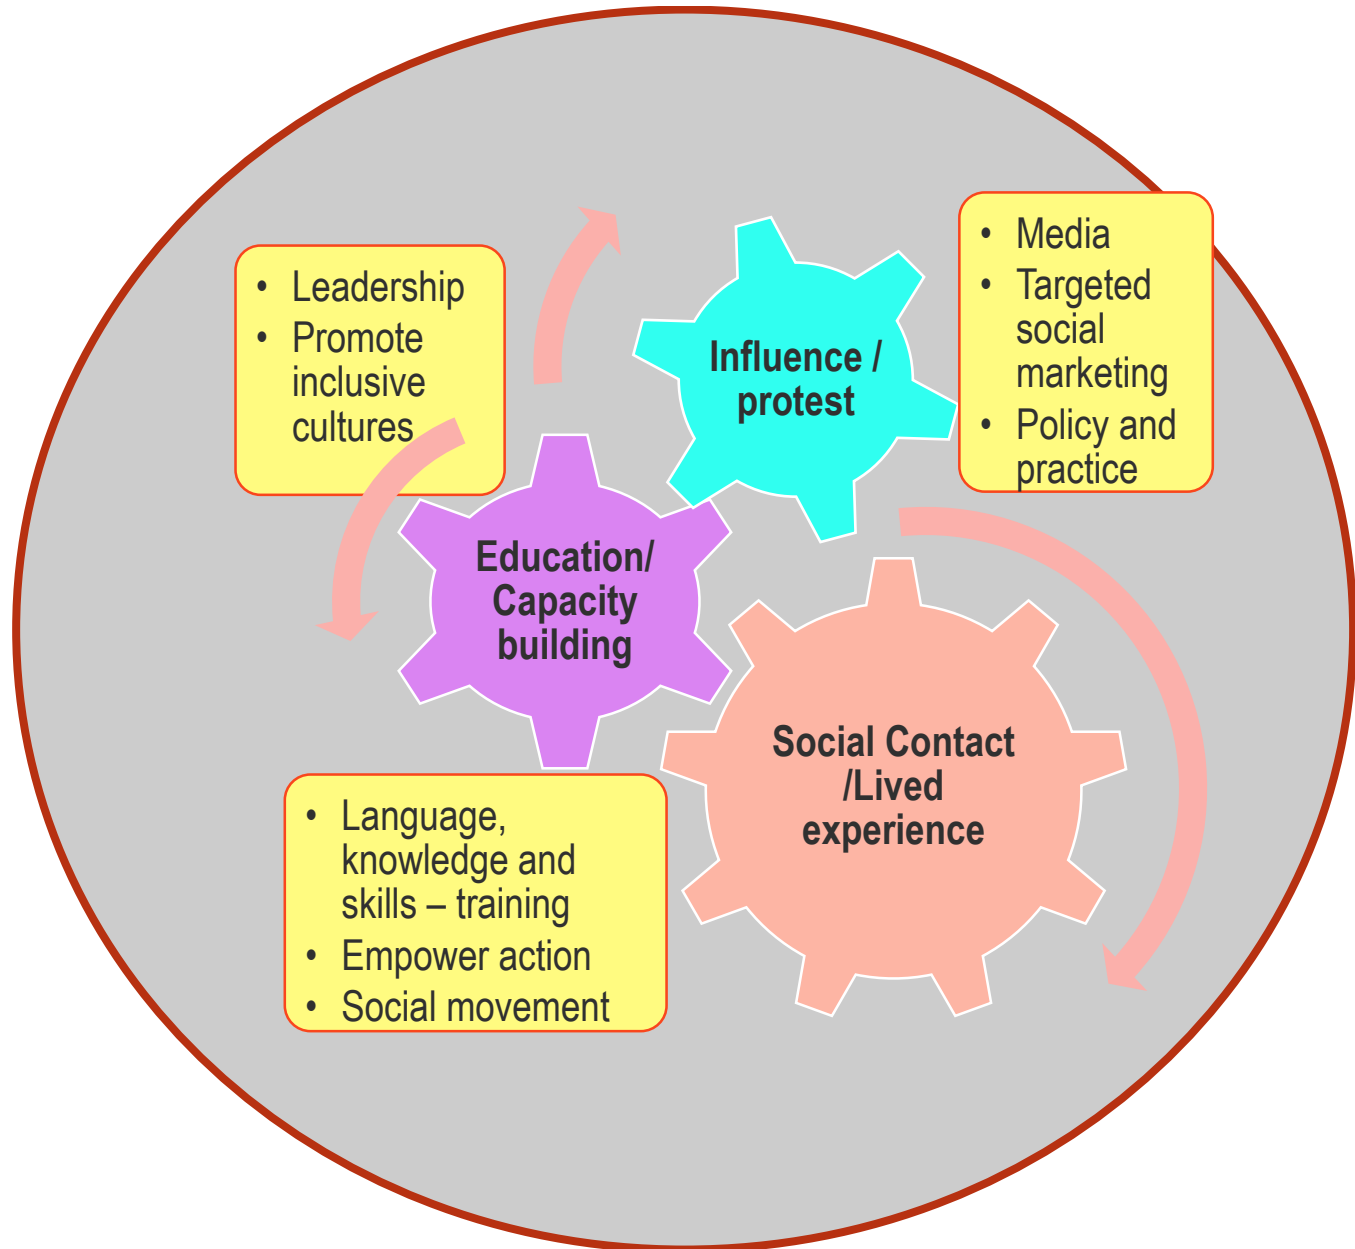 • Leadership
• Promote
inclusive
cultures
Influence /
protest
• Media
• Targeted
social
marketing
• Policy and
practice
Education/
Capacity
building
Social Contact
/Lived
experience
• Language,
knowledge and
skills – training
• Empower action
• Social movement